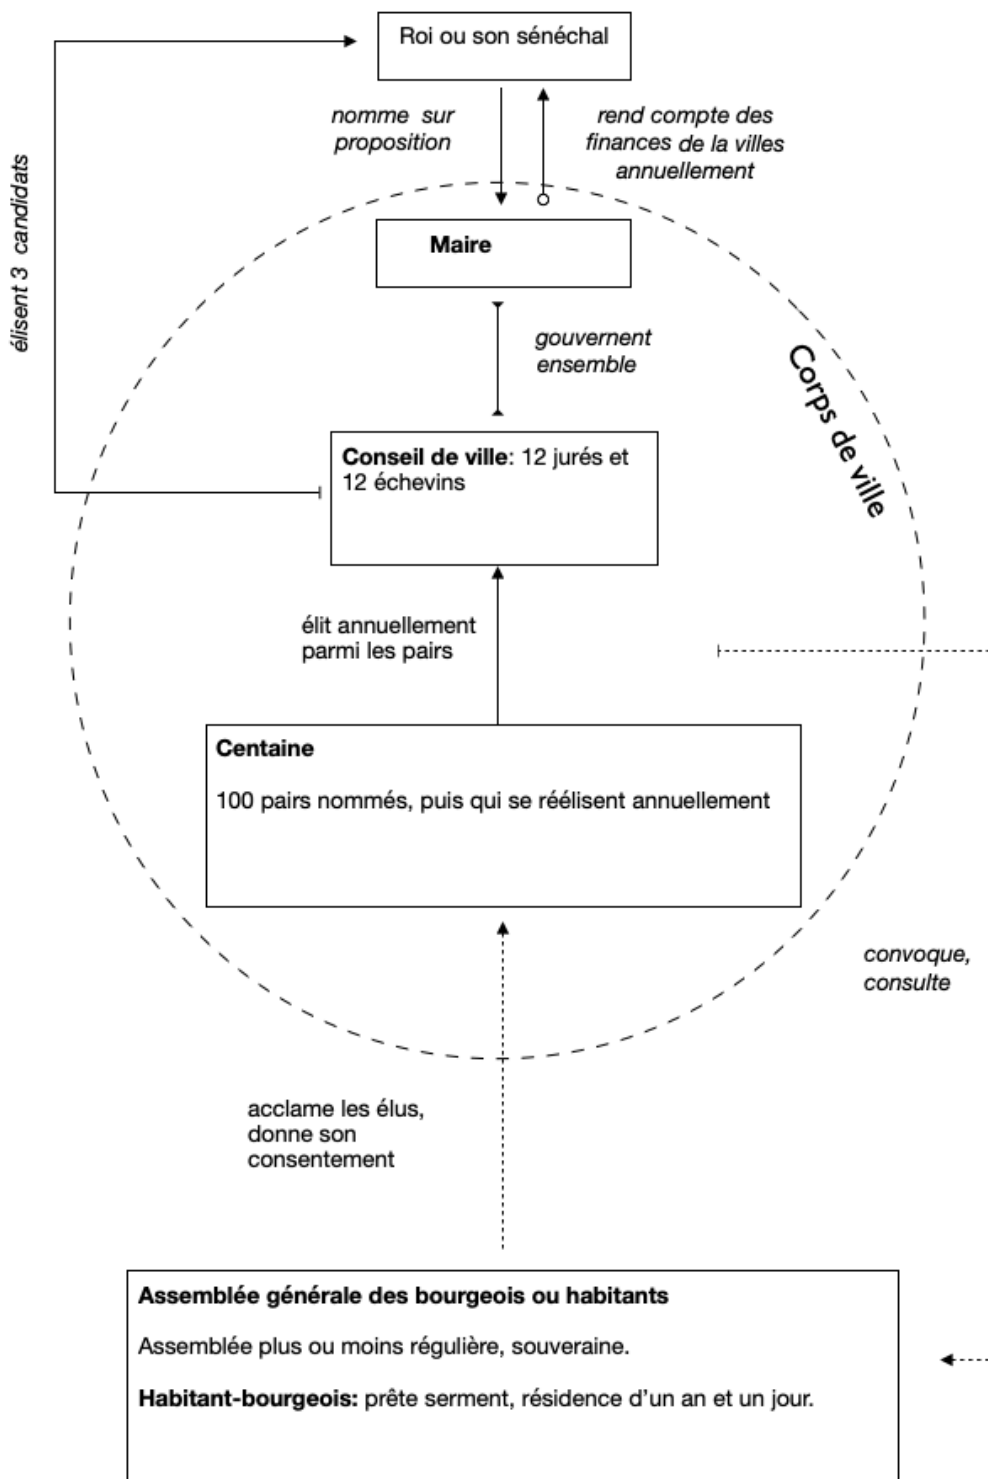 Roi ou son sénéchal
nomme sur
proposition
rend compte des
finances de la villes
annuellement
élisent 3 candidats
Maire
gouvernent
ensemble
Corps de ville
Conseil de ville: 12 jurés et
12 échevins
élit annuellement
parmi les pairs
Centaine
100 pairs nommés, puis qui se réélisent annuellement
convoque,
consulte
acclame les élus,
donne son
consentement
Assemblée générale des bourgeois ou habitants
Assemblée plus ou moins régulière, souveraine.
Habitant-bourgeois: prête serment, résidence d'un an et un jour.